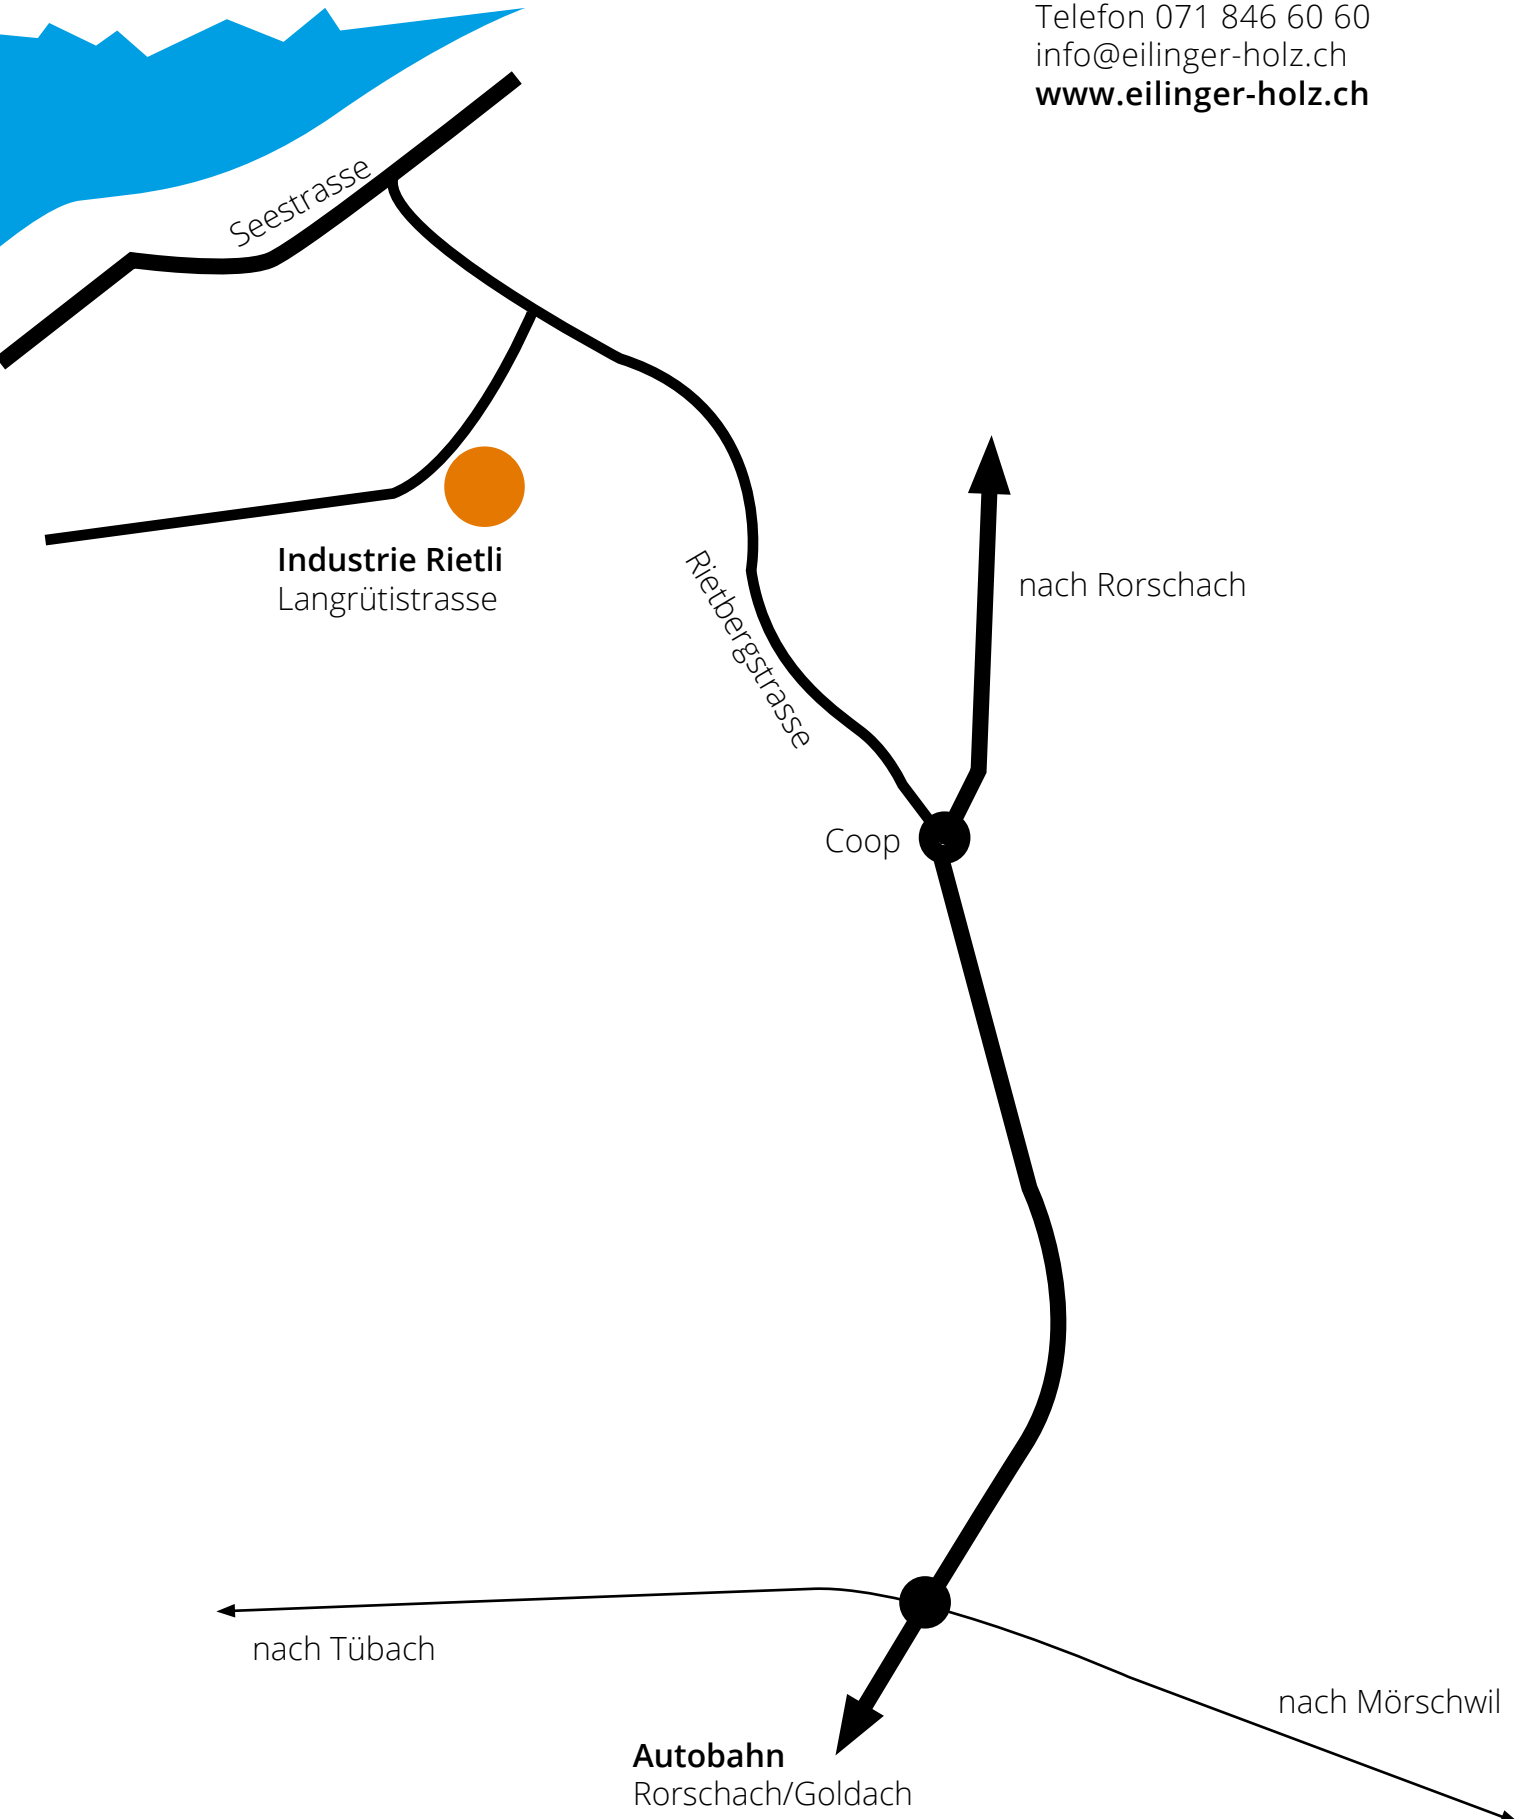 Telefon 071 846 60 60
info@eilinger-holz.ch
www.eilinger-holz.ch
Seestrasse
Industrie Rietli
Langrütistrasse
Rietbergstrasse
nach Rorschach
Coop
nach Tübach
nach Mörschwil
Autobahn
Rorschach/Goldach